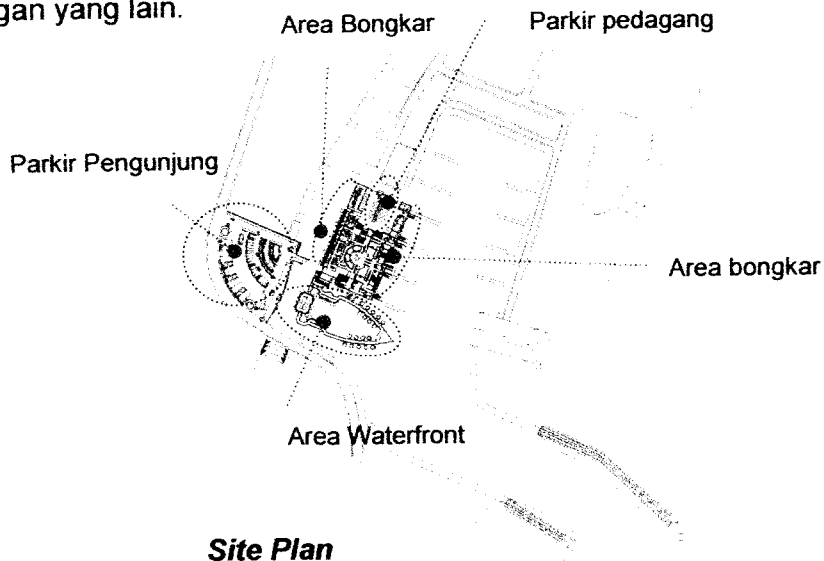 gan yang lain.
Area Bongkar
Parkir pedagang
Parkir Pengunjung
Area bongkar
Area Waterfront
Site Plan